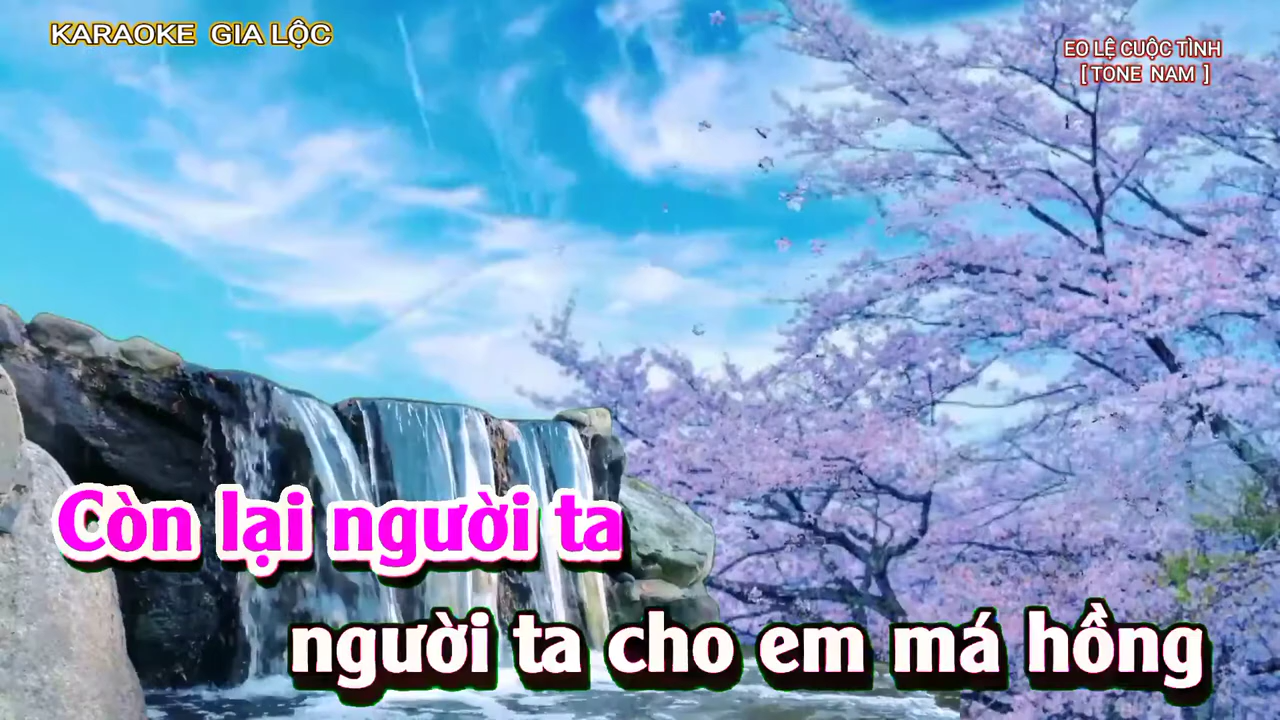 KARAOKE GIA LỘC
EO LỆ CUỘC TÌNH
[ TONE NAM ]
Còn lại người ta
người ta cho em má hồng